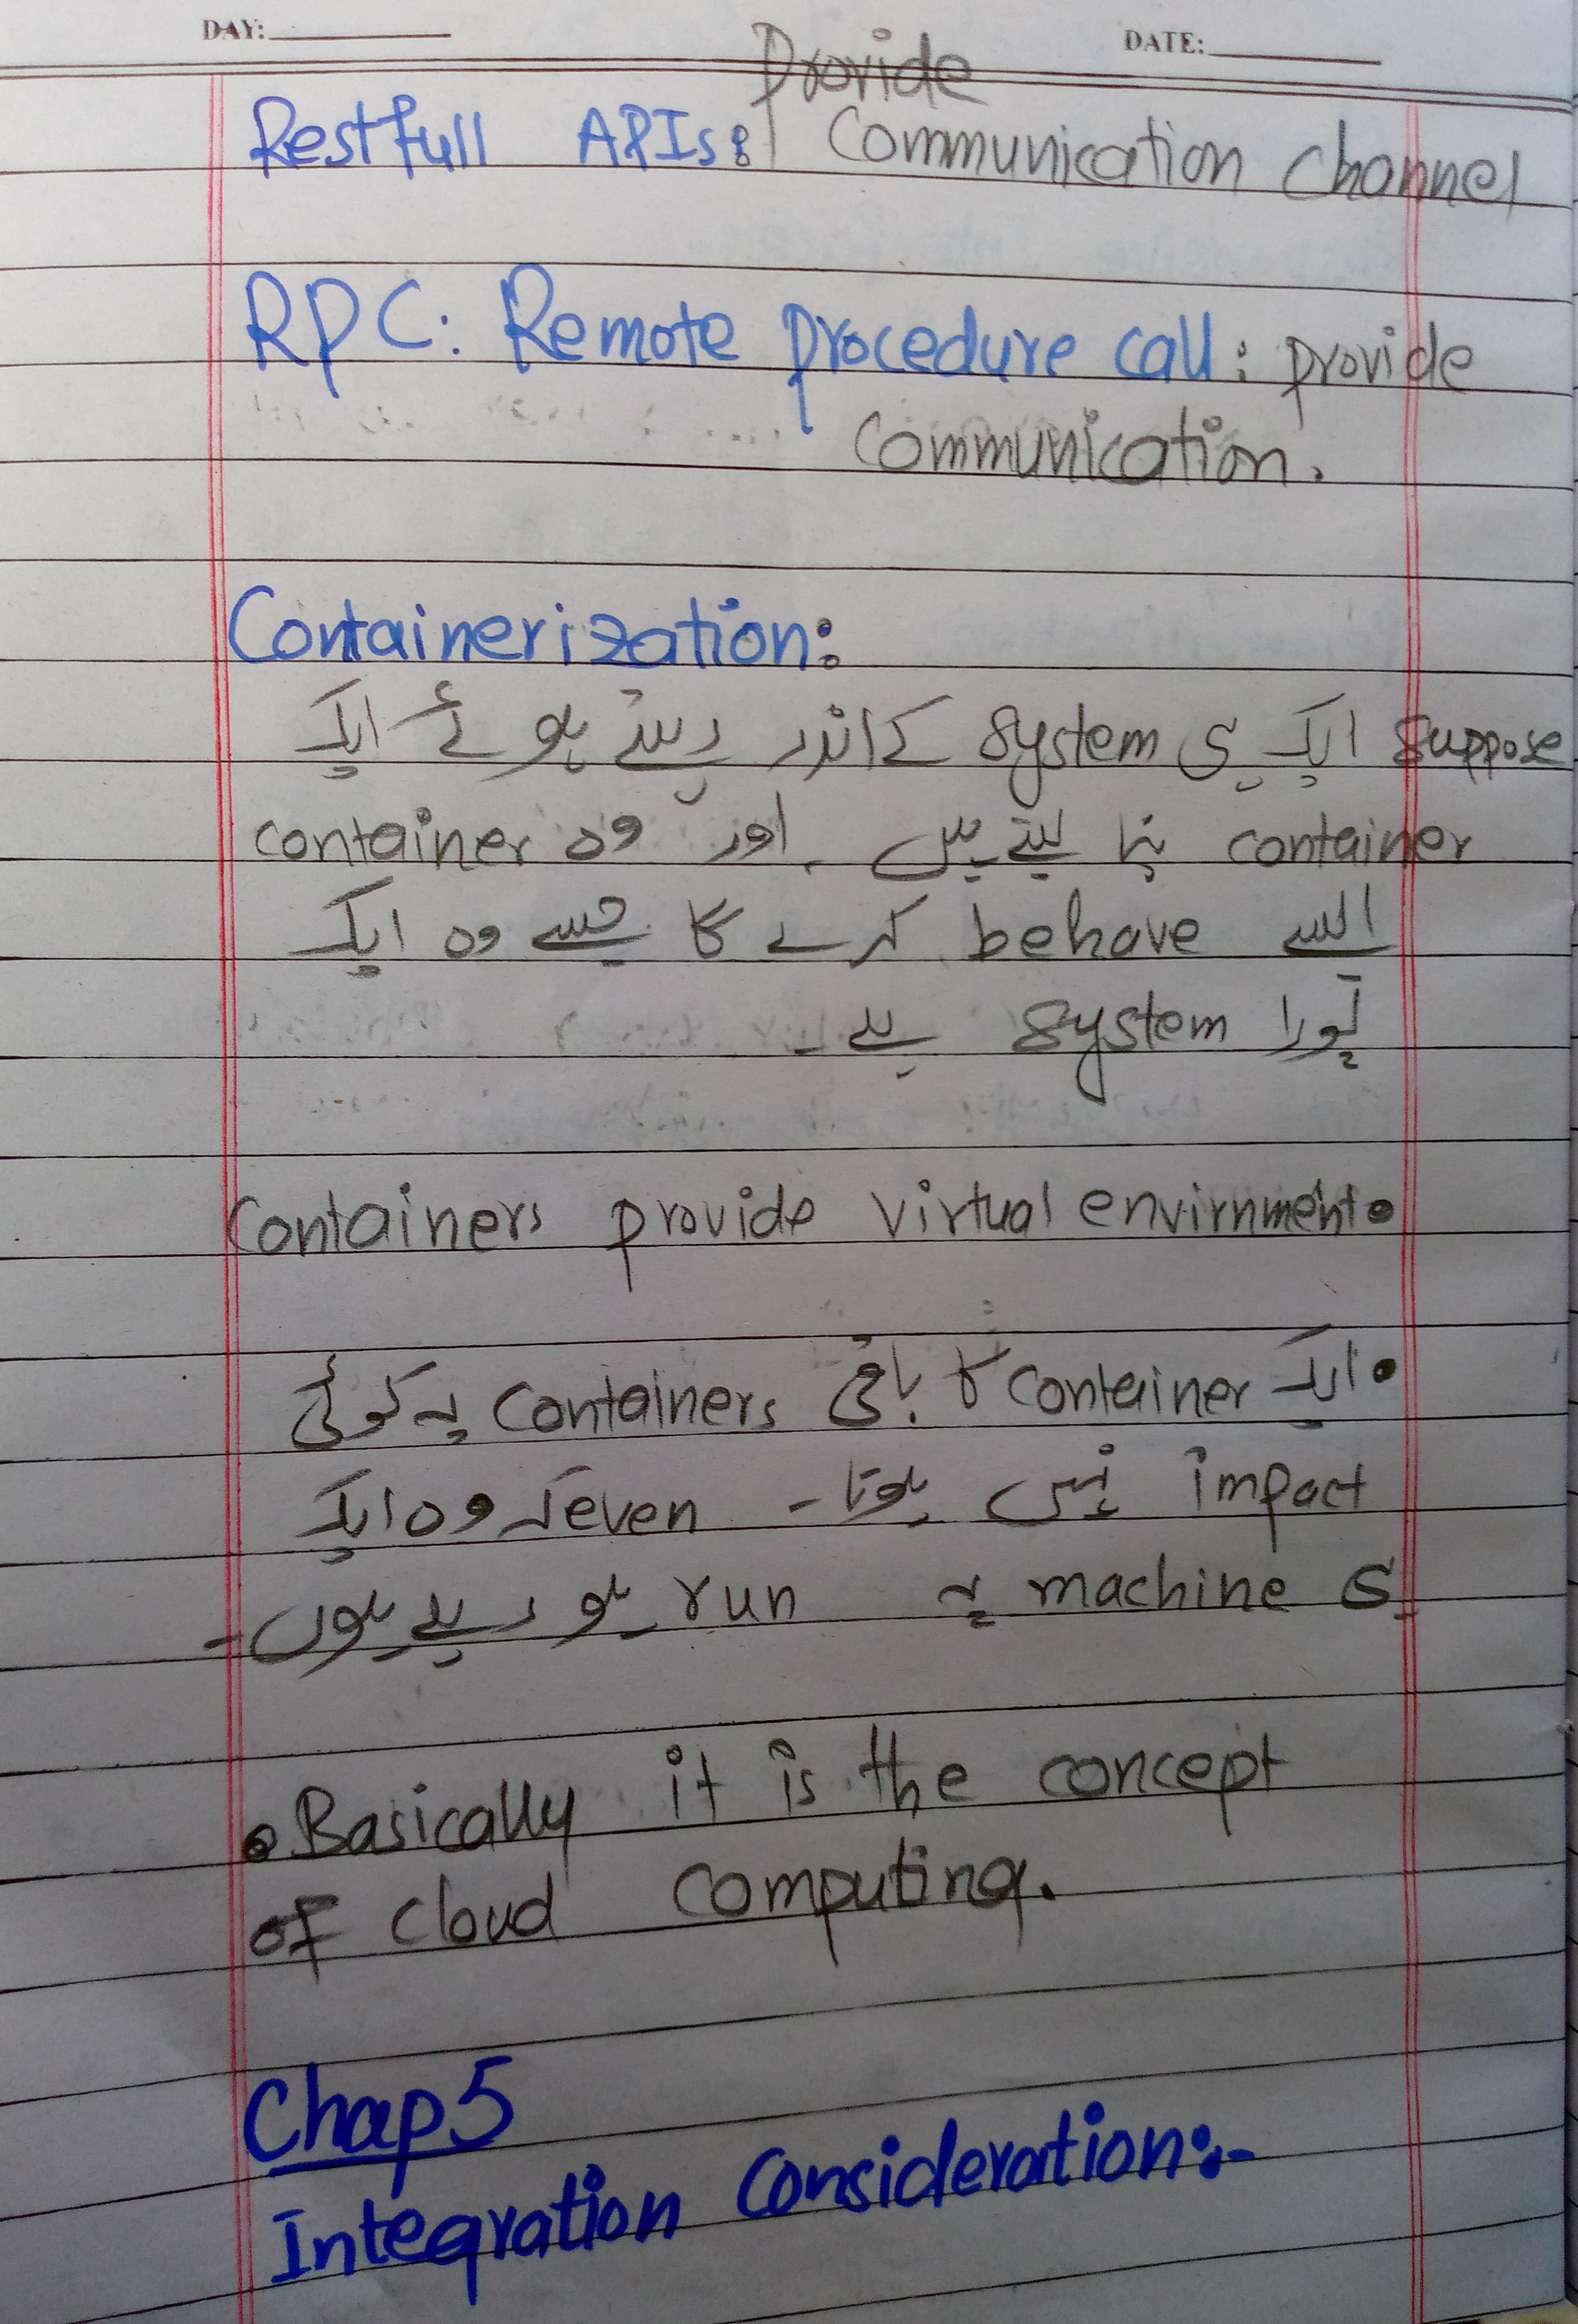 DAY: DATE:
Provide
Restfull APIs: Communication channel
RPC: Remote procedure call: provide
communication.
Containerization:
suppose ایک ہی system کے اندر رہتے ہوئے ایک
container بنا لیتے ہیں۔ اور وہ container
ایسے behave کرے گا جیسے وہ ایک
پورا system ہے۔
Containers provide virtual envirnment.
• ایک container کا باقی containers پہ کوئی
impact نہیں ہوتا۔ even کہ وہ ایک
ہی machine پہ run ہو رہے ہوں۔
• Basically it is the concept
of cloud computing.
Chap 5
Integration Consideration:-